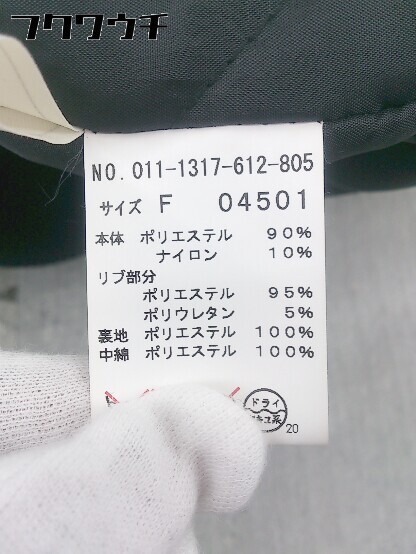 フクワウチ
NO. 011-1317-612-805
サイズ F 04501
本体 ポリエステル 90%
ナイロン 10%
リブ部分
ポリエステル 95%
ポリウレタン 5%
裏地 ポリエステル 100%
中綿 ポリエステル 100%
ドライ
20